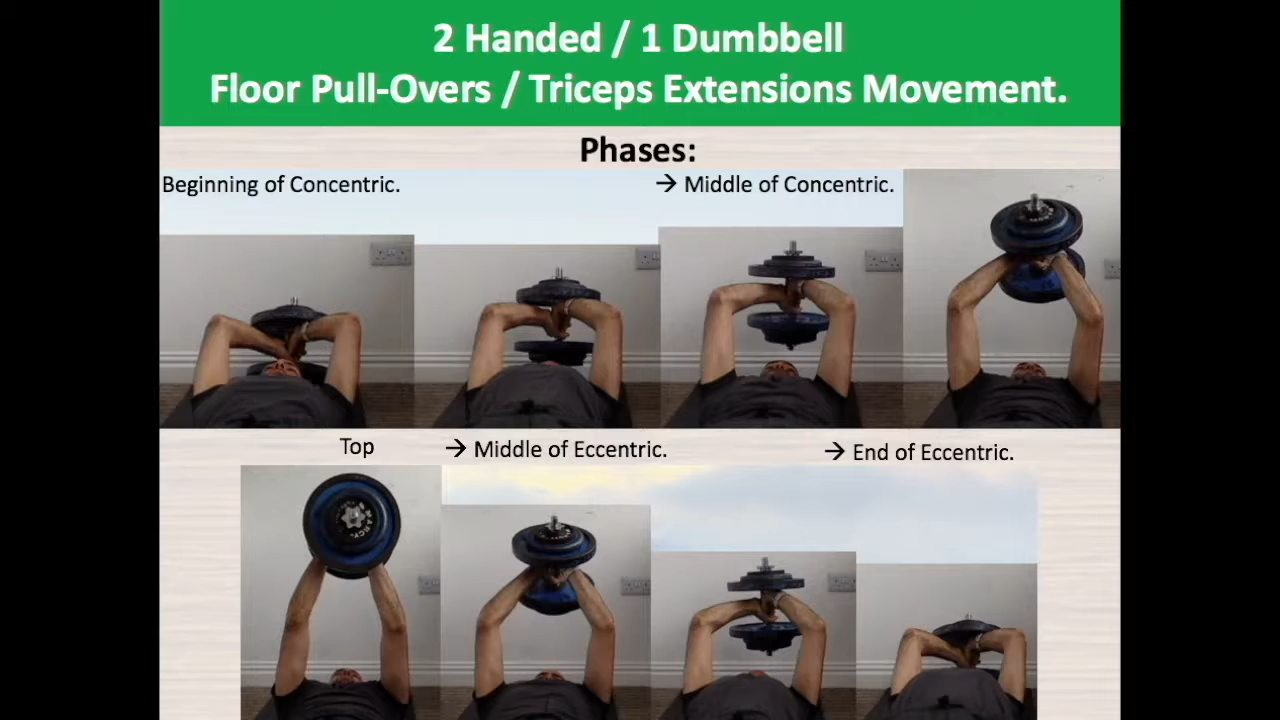 2 Handed / 1 Dumbbell
Floor Pull-Overs / Triceps Extensions Movement.
Phases:
Beginning of Concentric.
→ Middle of Concentric.
Top
→ Middle of Eccentric.
→ End of Eccentric.
MARCY